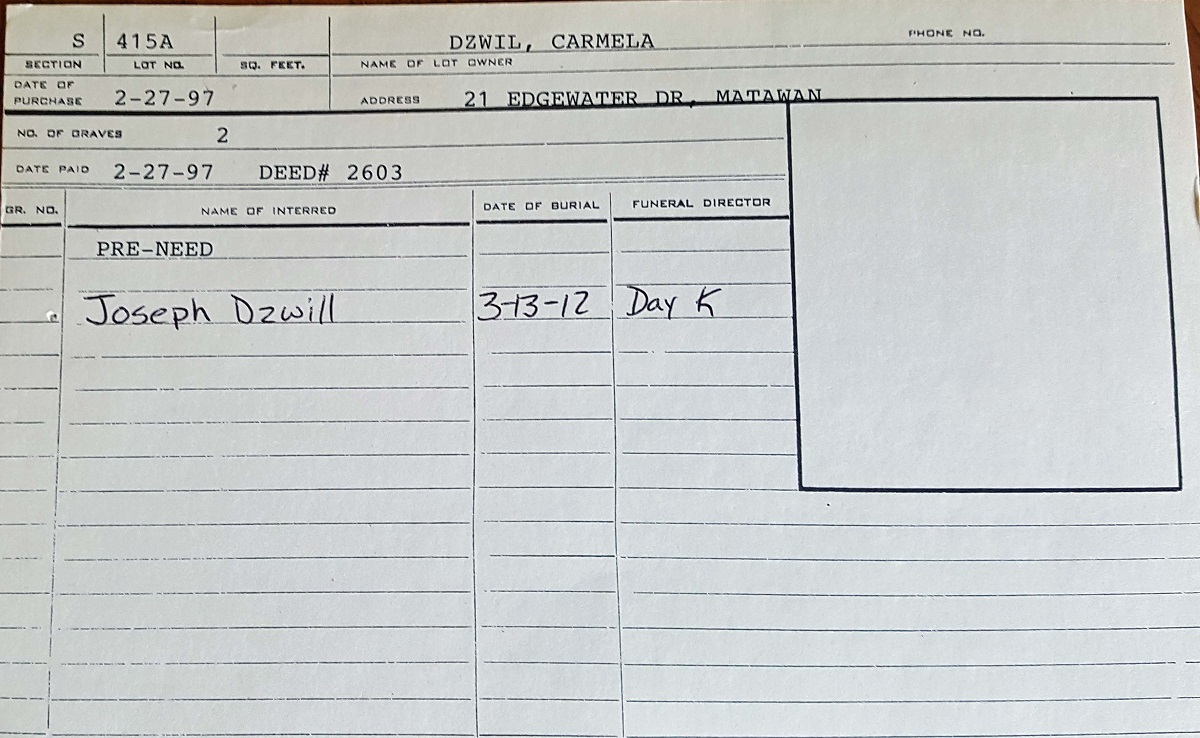 S 415A DZWIL, CARMELA PHONE NO.
SECTION LOT NO. SQ. FEET. NAME OF LOT OWNER
DATE OF PURCHASE 2-27-97 ADDRESS 21 EDGEWATER DR, MATAWAN
NO. OF GRAVES 2
DATE PAID 2-27-97 DEED# 2603
GR. NO. NAME OF INTERRED DATE OF BURIAL FUNERAL DIRECTOR
PRE-NEED
Joseph Dzwill 3-13-12 Day K